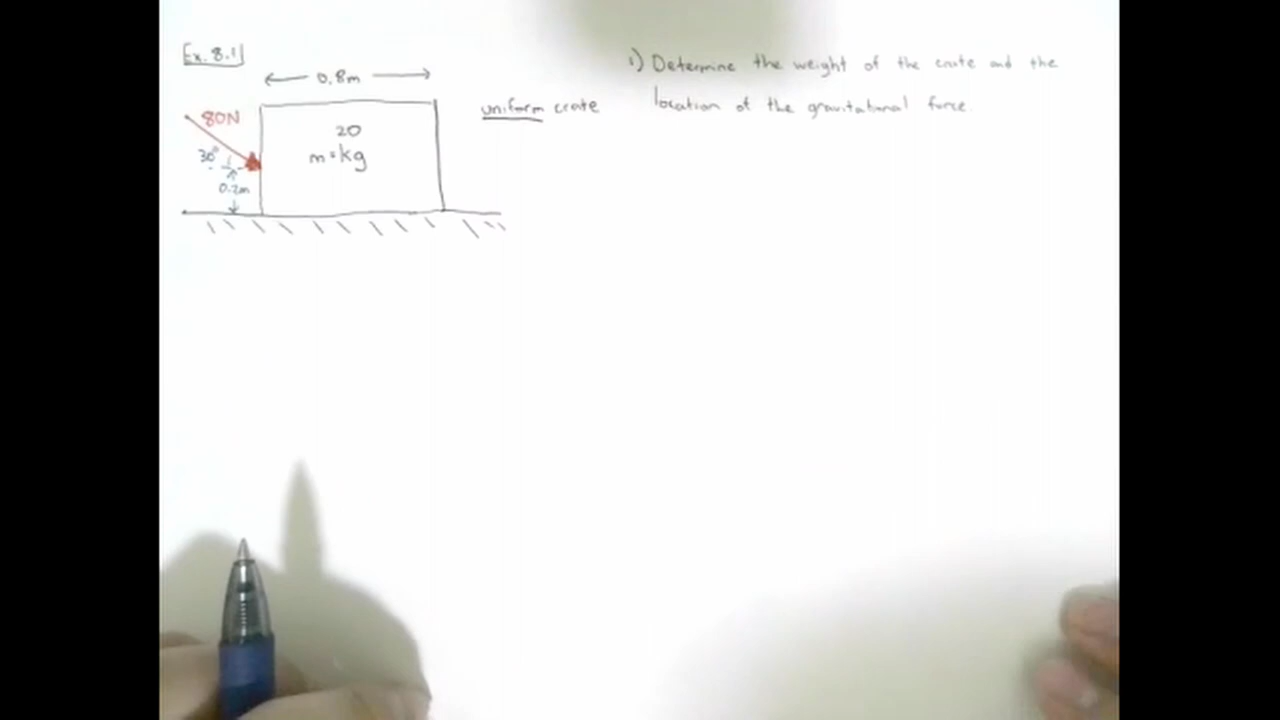 Ex. 8.1
0.8m
80N
30°
0.2m
20
m=kg
uniform crate
1) Determine the weight of the crate and the
location of the gravitational force.